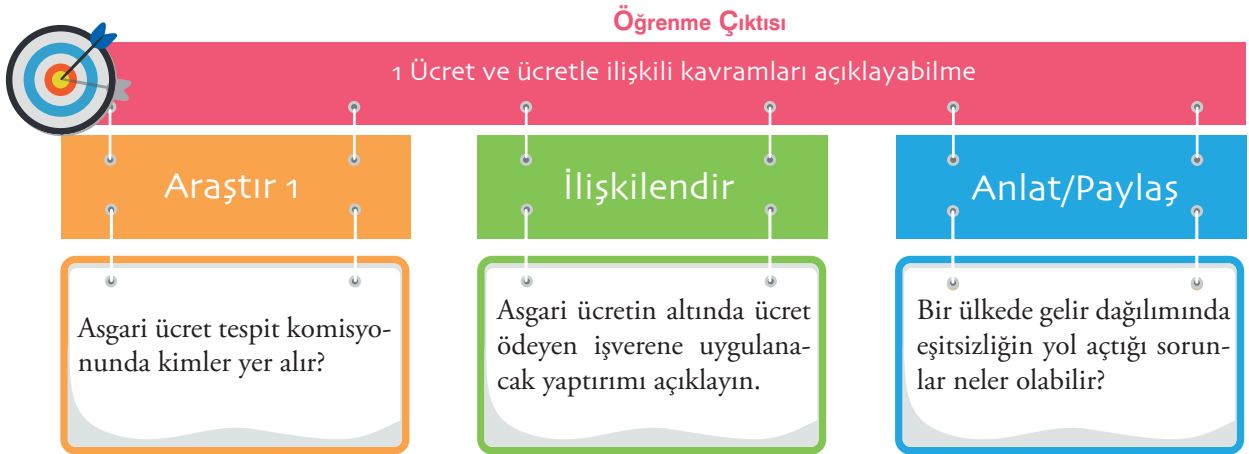 Öğrenme Çıktısı
1 Ücret ve ücretle ilişkili kavramları açıklayabilme
Araştır 1
Asgari ücret tespit komisyo-
nunda kimler yer alır?
İlişkilendir
Asgari ücretin altında ücret
ödeyen işverene uygulana-
cak yaptırımı açıklayın.
Anlat/Paylaş
Bir ülkede gelir dağılımında
eşitsizliğin yol açtığı sorun-
lar neler olabilir?